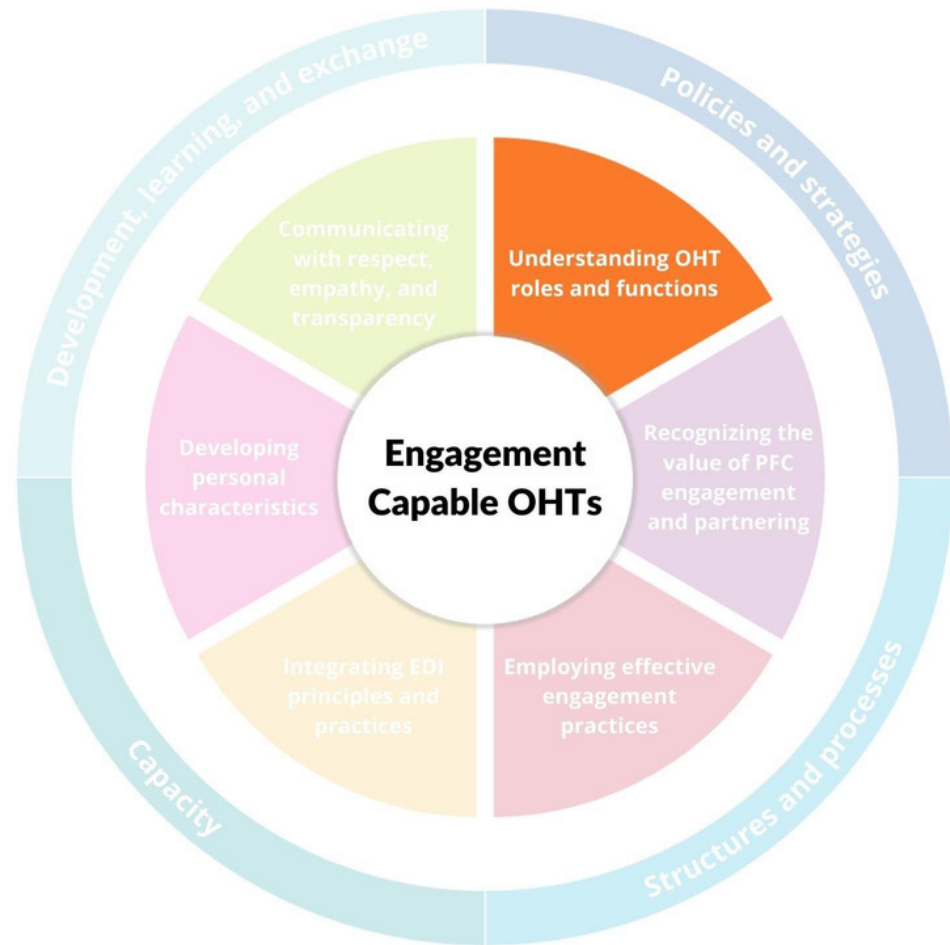 Development, learning, and exchange
Policies and strategies
Communicating
with respect,
empathy, and
transparency
Understanding OHT
roles and functions
Developing
personal
characteristics
Engagement
Capable OHTs
Recognizing the
value of PFC
engagement
and partnering
Integrating EDI
principles and
practices
Employing effective
engagement
practices
Capacity
Structures and processes